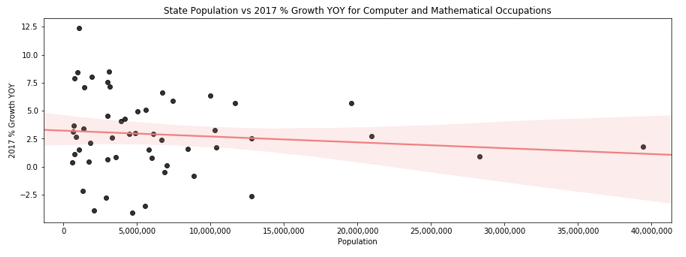 State Population vs 2017 % Growth YOY for Computer and Mathematical Occupations
12.5
10.0
7.5
5.0
2.5
0.0
−2.5
2017 % Growth YOY
0 5,000,000 10,000,000 15,000,000 20,000,000 25,000,000 30,000,000 35,000,000 40,000,000
Population